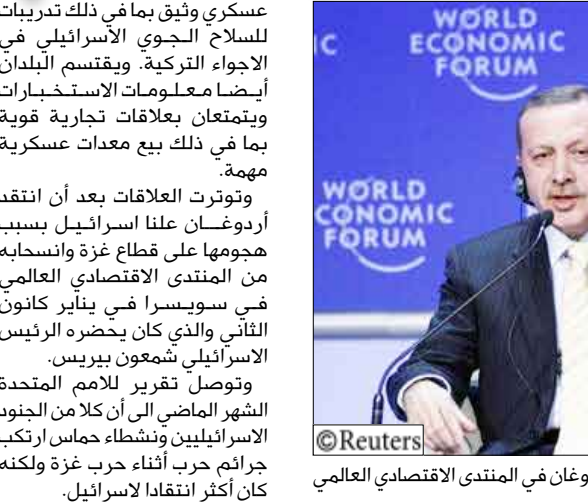 عسكري وثيق بما في ذلك تدريبات
للسلاح الجوي الاسرائيلي في
الاجواء التركية. ويقتسم البلدان
أيضا معلومات الاستخبارات
ويتمتعان بعلاقات تجارية قوية
بما في ذلك بيع معدات عسكرية
مهمة.
وتوترت العلاقات بعد أن انتقد
أردوغان علنا اسرائيل بسبب
هجومها على قطاع غزة وانسحابه
من المنتدى الاقتصادي العالمي
في سويسرا في يناير كانون
الثاني والذي كان يحضره الرئيس
الاسرائيلي شمعون بيريس.
وتوصل تقرير للامم المتحدة
الشهر الماضي الى أن كلا من الجنود
الاسرائيليين ونشطاء حماس ارتكب
جرائم حرب أثناء حرب غزة ولكنه
كان أكثر انتقادا لاسرائيل.
WORLD
ECONOMIC
FORUM
IC
WORLD
CONOMIC
FORUM
©Reuters
وغان في المنتدى الاقتصادي العالمي